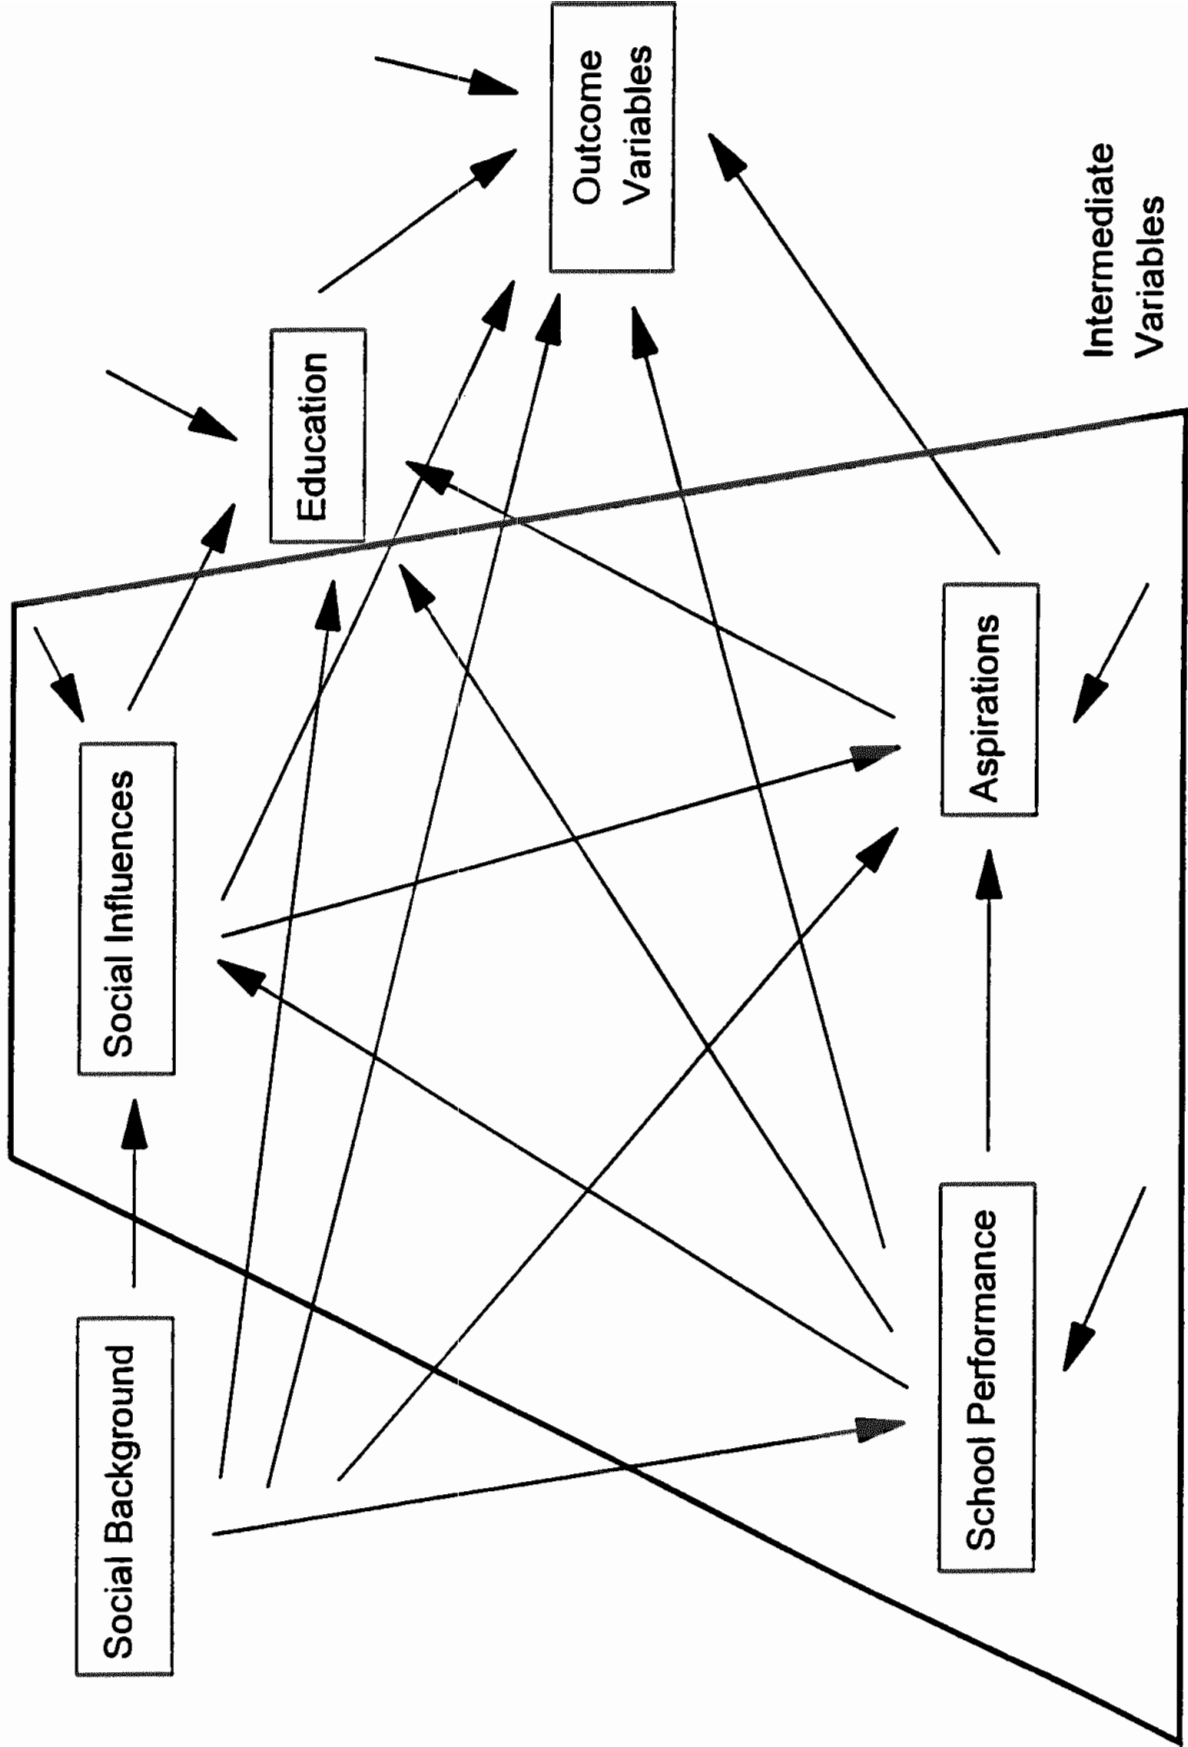 Social Background
Social Influences
Education
Outcome
Variables
School Performance
Aspirations
Intermediate
Variables